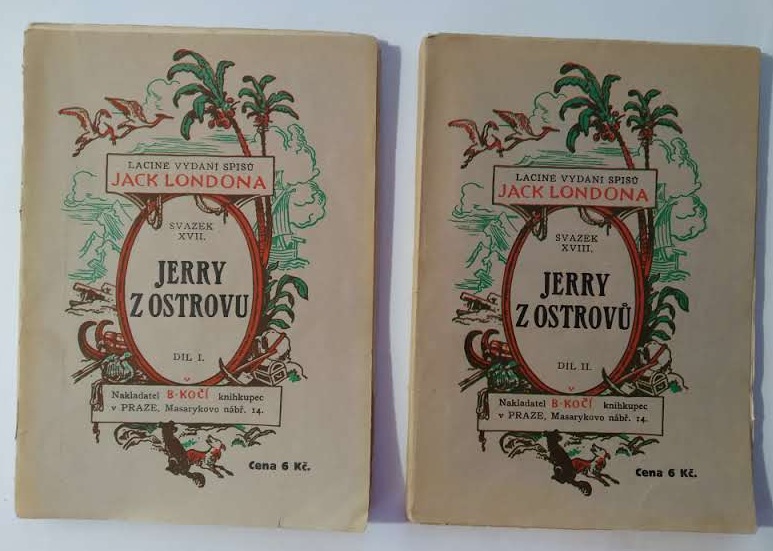 LACINÉ VYDÁNÍ SPISŮ
JACK LONDONA
SVAZEK
XVII.
JERRY
Z OSTROVU
DÍL I.
Nakladatel B·KOČÍ knihkupec
v PRAZE, Masarykovo nábř. 14.
Cena 6 Kč.
LACINÉ VYDÁNÍ SPISŮ
JACK LONDONA
SVAZEK
XVIII.
JERRY
Z OSTROVŮ
DÍL II.
Nakladatel B·KOČÍ knihkupec
v PRAZE, Masarykovo nábř. 14.
Cena 6 Kč.